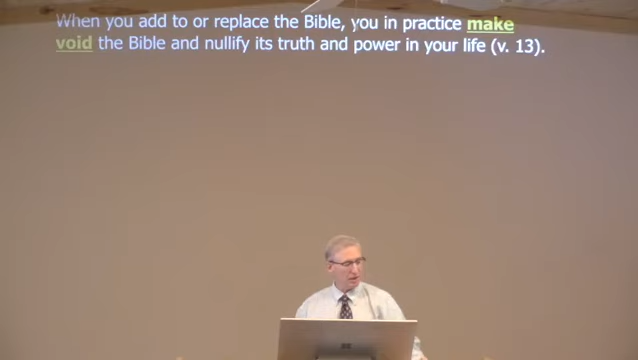 When you add to or replace the Bible, you in practice make
void the Bible and nullify its truth and power in your life (v. 13).